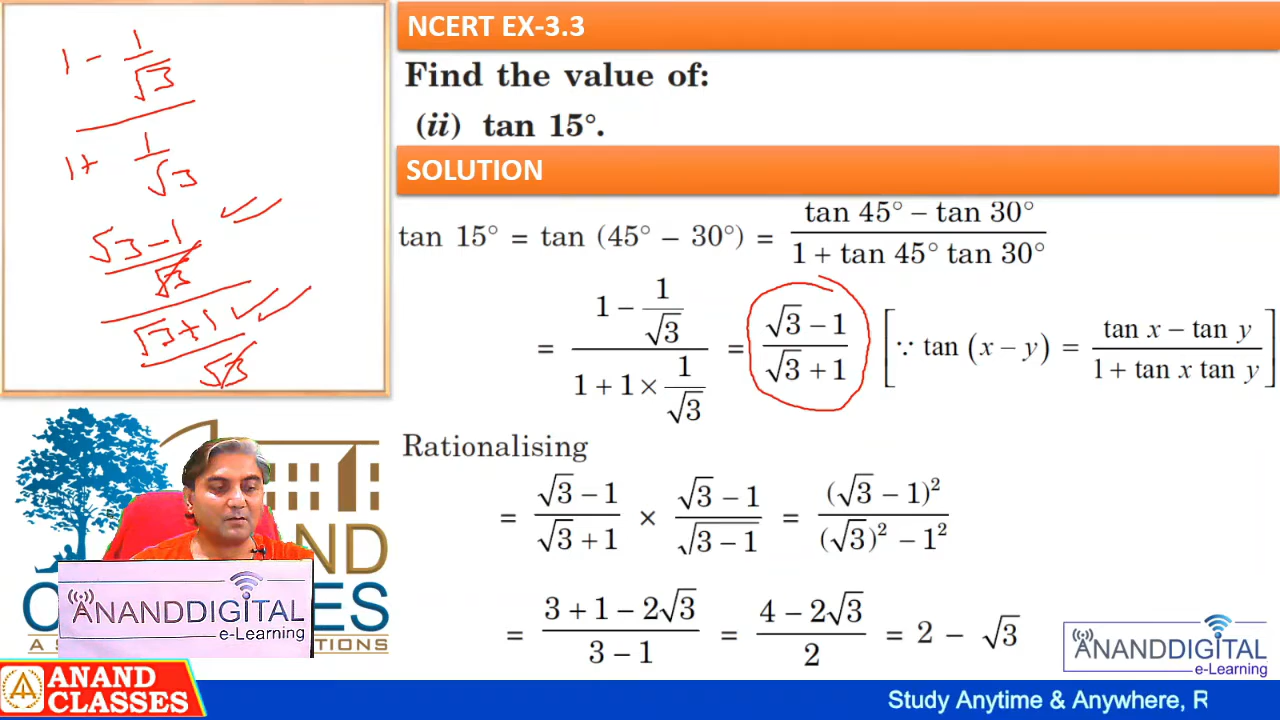 NCERT EX-3.3
Find the value of:
(ii) tan 15°.
SOLUTION
tan 15° = tan (45° − 30°) = (tan 45° − tan 30°)/(1 + tan 45° tan 30°)
= (1 − 1/√3)/(1 + 1 × 1/√3) = (√3 − 1)/(√3 + 1) [∵ tan (x − y) = (tan x − tan y)/(1 + tan x tan y)]
Rationalising
= (√3 − 1)/(√3 + 1) × (√3 − 1)/(√(3 − 1)) = (√3 − 1)²/((√3)² − 1²)
= (3 + 1 − 2√3)/(3 − 1) = (4 − 2√3)/2 = 2 − √3
1 − 1/√3
1 + 1/√3
√3 − 1
√3
√3 + 1
√3
ANANDDIGITAL
e-Learning
ANANDDIGITAL
e-Learning
ANAND
CLASSES
Study Anytime & Anywhere, R